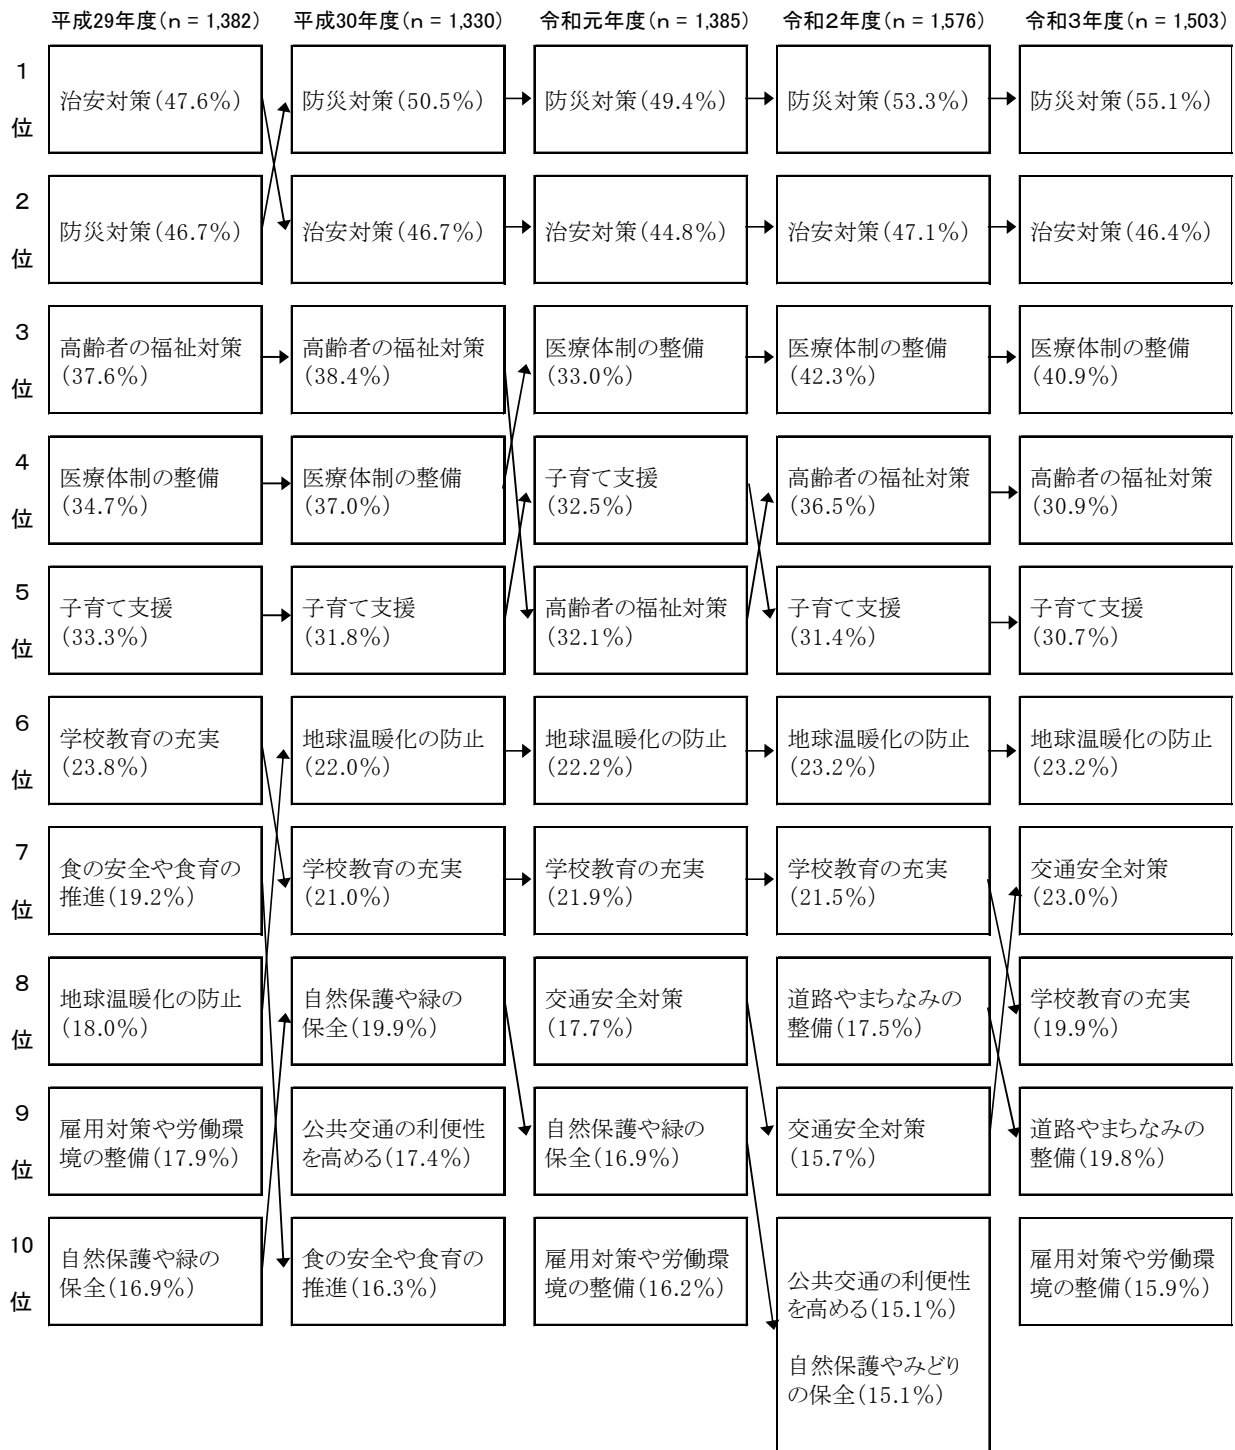 平成29年度(n = 1,382)
平成30年度(n = 1,330)
令和元年度(n = 1,385)
令和2年度(n = 1,576)
令和3年度(n = 1,503)
1
位
治安対策(47.6%)
防災対策(50.5%)
防災対策(49.4%)
防災対策(53.3%)
防災対策(55.1%)
2
位
防災対策(46.7%)
治安対策(46.7%)
治安対策(44.8%)
治安対策(47.1%)
治安対策(46.4%)
3
位
高齢者の福祉対策
(37.6%)
高齢者の福祉対策
(38.4%)
医療体制の整備
(33.0%)
医療体制の整備
(42.3%)
医療体制の整備
(40.9%)
4
位
医療体制の整備
(34.7%)
医療体制の整備
(37.0%)
子育て支援
(32.5%)
高齢者の福祉対策
(36.5%)
高齢者の福祉対策
(30.9%)
5
位
子育て支援
(33.3%)
子育て支援
(31.8%)
高齢者の福祉対策
(32.1%)
子育て支援
(31.4%)
子育て支援
(30.7%)
6
位
学校教育の充実
(23.8%)
地球温暖化の防止
(22.0%)
地球温暖化の防止
(22.2%)
地球温暖化の防止
(23.2%)
地球温暖化の防止
(23.2%)
7
位
食の安全や食育の
推進(19.2%)
学校教育の充実
(21.0%)
学校教育の充実
(21.9%)
学校教育の充実
(21.5%)
交通安全対策
(23.0%)
8
位
地球温暖化の防止
(18.0%)
自然保護や緑の
保全(19.9%)
交通安全対策
(17.7%)
道路やまちなみの
整備(17.5%)
学校教育の充実
(19.9%)
9
位
雇用対策や労働環
境の整備(17.9%)
公共交通の利便性
を高める(17.4%)
自然保護や緑の
保全(16.9%)
交通安全対策
(15.7%)
道路やまちなみの
整備(19.8%)
10
位
自然保護や緑の
保全(16.9%)
食の安全や食育の
推進(16.3%)
雇用対策や労働環
境の整備(16.2%)
公共交通の利便性
を高める(15.1%)
自然保護やみどり
の保全(15.1%)
雇用対策や労働環
境の整備(15.9%)